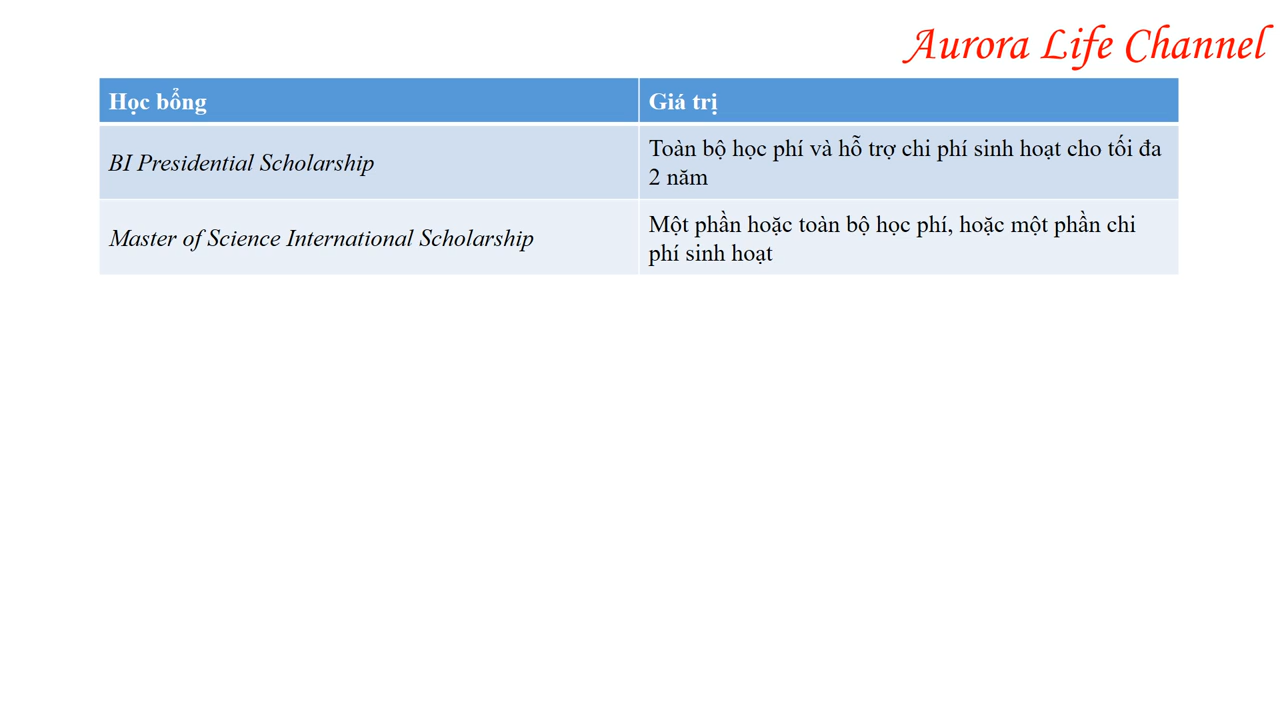 Aurora Life Channel
Học bổng
Giá trị
BI Presidential Scholarship
Toàn bộ học phí và hỗ trợ chi phí sinh hoạt cho tối đa
2 năm
Master of Science International Scholarship
Một phần hoặc toàn bộ học phí, hoặc một phần chi
phí sinh hoạt